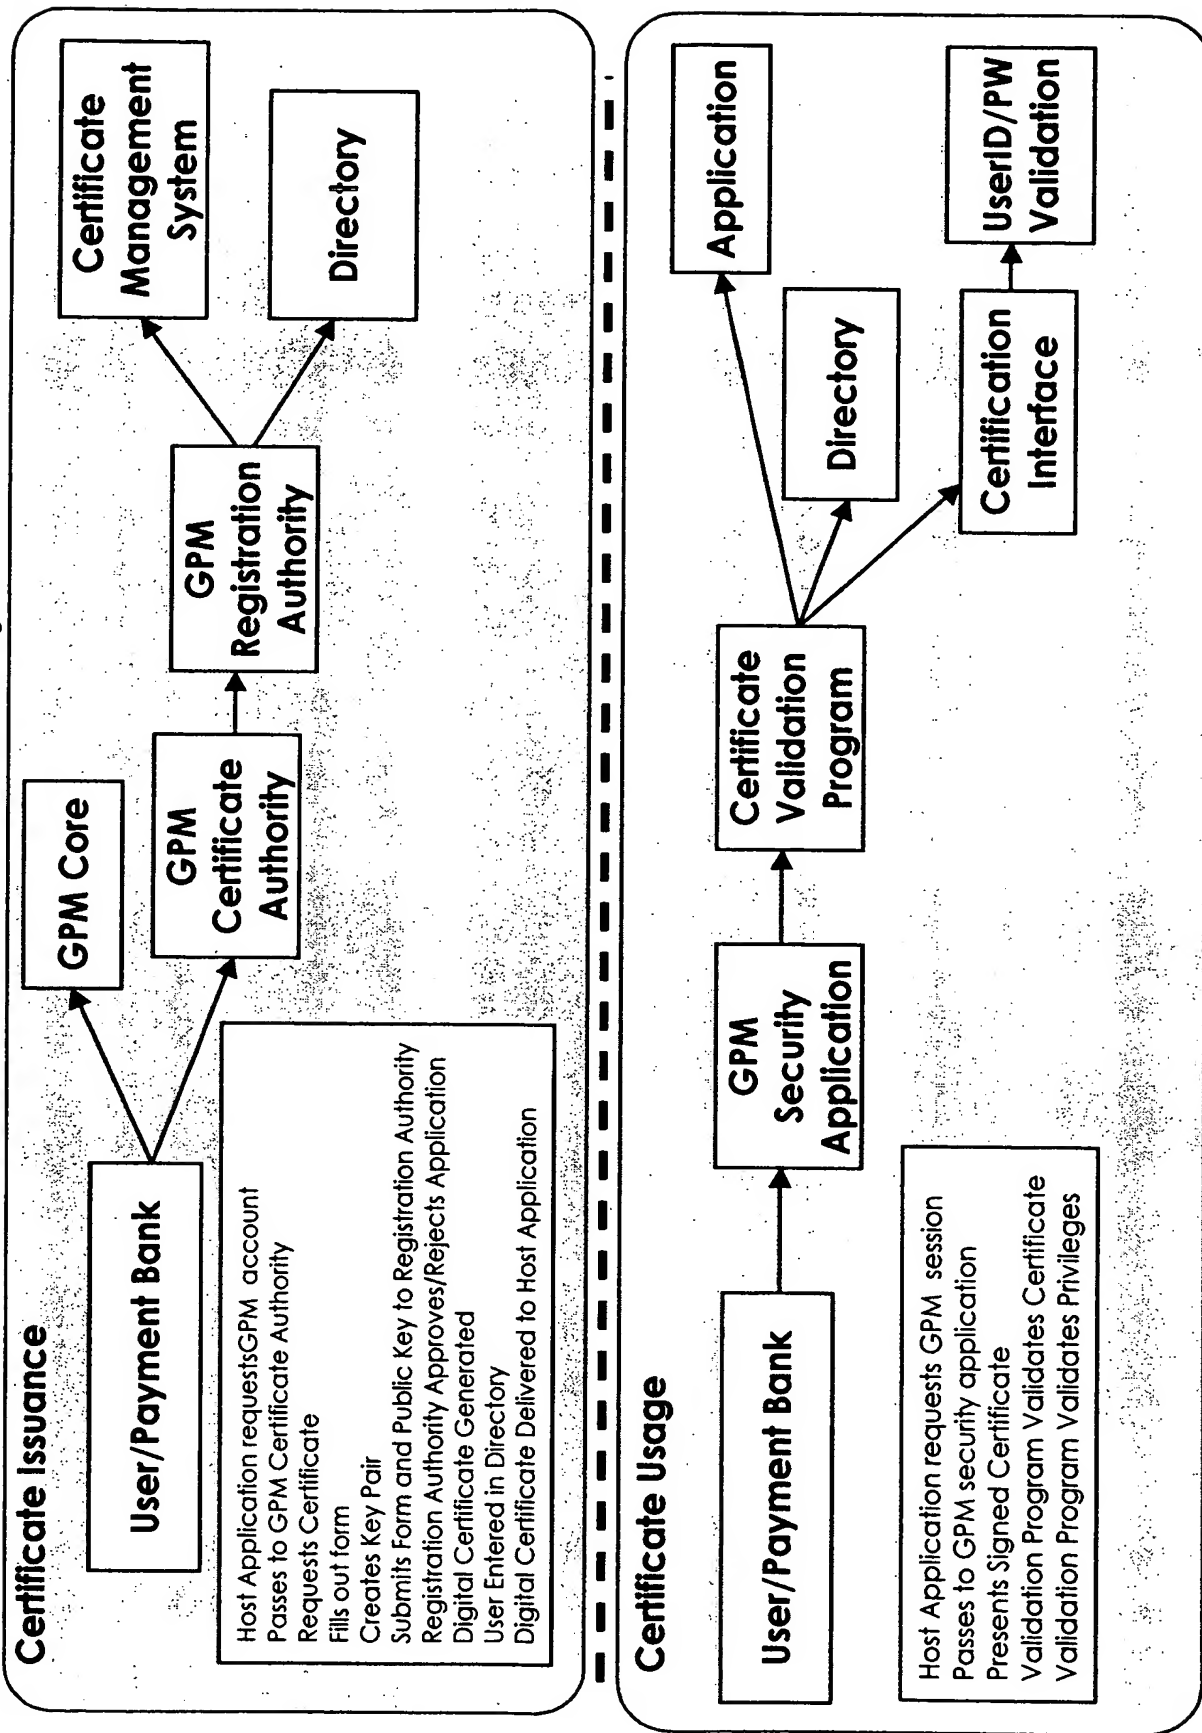 Certificate Issuance
User/Payment Bank
GPM Core
GPM
Certificate
Authority
GPM
Registration
Authority
Certificate
Management
System
Directory
Host Application requestsGPM account
Passes to GPM Certificate Authority
Requests Certificate
Fills out form
Creates Key Pair
Submits Form and Public Key to Registration Authority
Registration Authority Approves/Rejects Application
Digital Certificate Generated
User Entered in Directory
Digital Certificate Delivered to Host Application
Certificate Usage
User/Payment Bank
GPM
Security
Application
Certificate
Validation
Program
Application
Directory
Certification
Interface
UserID/PW
Validation
Host Application requests GPM session
Passes to GPM security application
Presents Signed Certificate
Validation Program Validates Certificate
Validation Program Validates Privileges